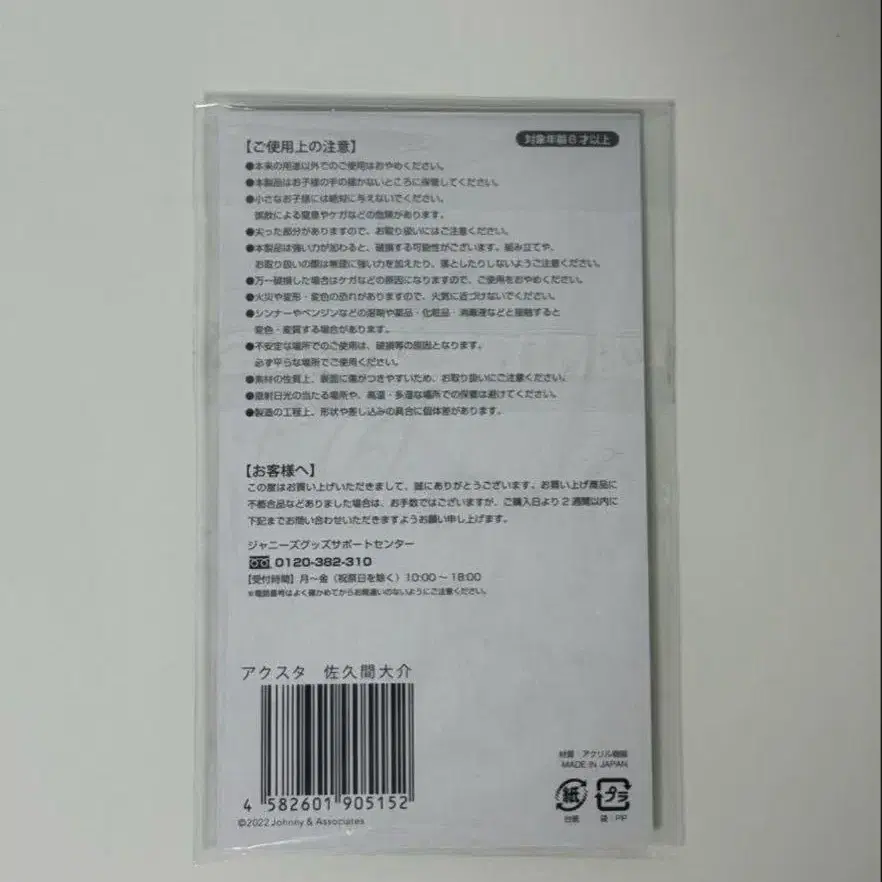 対象年齢6才以上
【ご使用上の注意】
●本来の用途以外でのご使用はおやめください。
●本製品はお子様の手の届かないところに保管してください。
●小さなお子様には絶対に与えないでください。
誤飲による窒息やケガなどの危険があります。
●尖った部分がありますので、お取り扱いにはご注意ください。
●本製品は強い力が加わると、破損する可能性がございます。組み立てや、
お取り扱いの際は無理に強い力を加えたり、落としたりしないようご注意ください。
●万一破損した場合はケガなどの原因になりますので、ご使用をおやめください。
●火災や変形・変色の恐れがありますので、火気に近づけないでください。
●シンナーやベンジンなどの溶剤や薬品・化粧品・消毒液などと接触すると
変色・変質する場合があります。
●不安定な場所でのご使用は、破損等の原因となります。
必ず平らな場所でご使用ください。
●素材の性質上、表面に傷がつきやすいため、お取り扱いにご注意ください。
●直射日光の当たる場所や、高温・多湿な場所での保管は避けてください。
●製造の工程上、形状や差し込みの具合に個体差があります。
【お客様へ】
この度はお買い上げいただきまして、誠にありがとうございます。お買い上げ商品に
不都合品などありました場合は、お手数ではございますが、ご購入日より2週間以内に
下記までお問い合わせいただきますようお願い申し上げます。
ジャニーズグッズサポートセンター
0120-382-310
【受付時間】月〜金（祝祭日を除く）10:00〜18:00
※電話番号はよく確かめてからお間違いのないようにご注意ください。
アクスタ 佐久間大介
4 582601 905152
©2022 Johnny & Associates
材質：アクリル樹脂
MADE IN JAPAN
紙 プラ
台紙 袋：PP